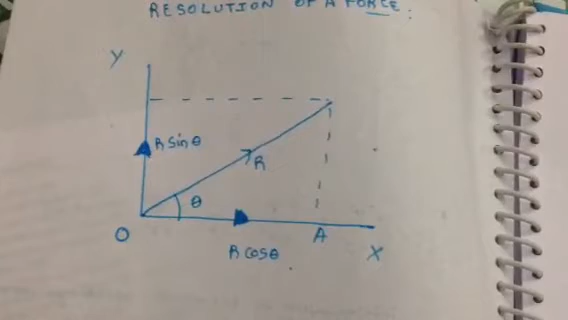 RESOLUTION OF A FORCE:
Y
R sinθ
R
θ
O
A
R cosθ
X